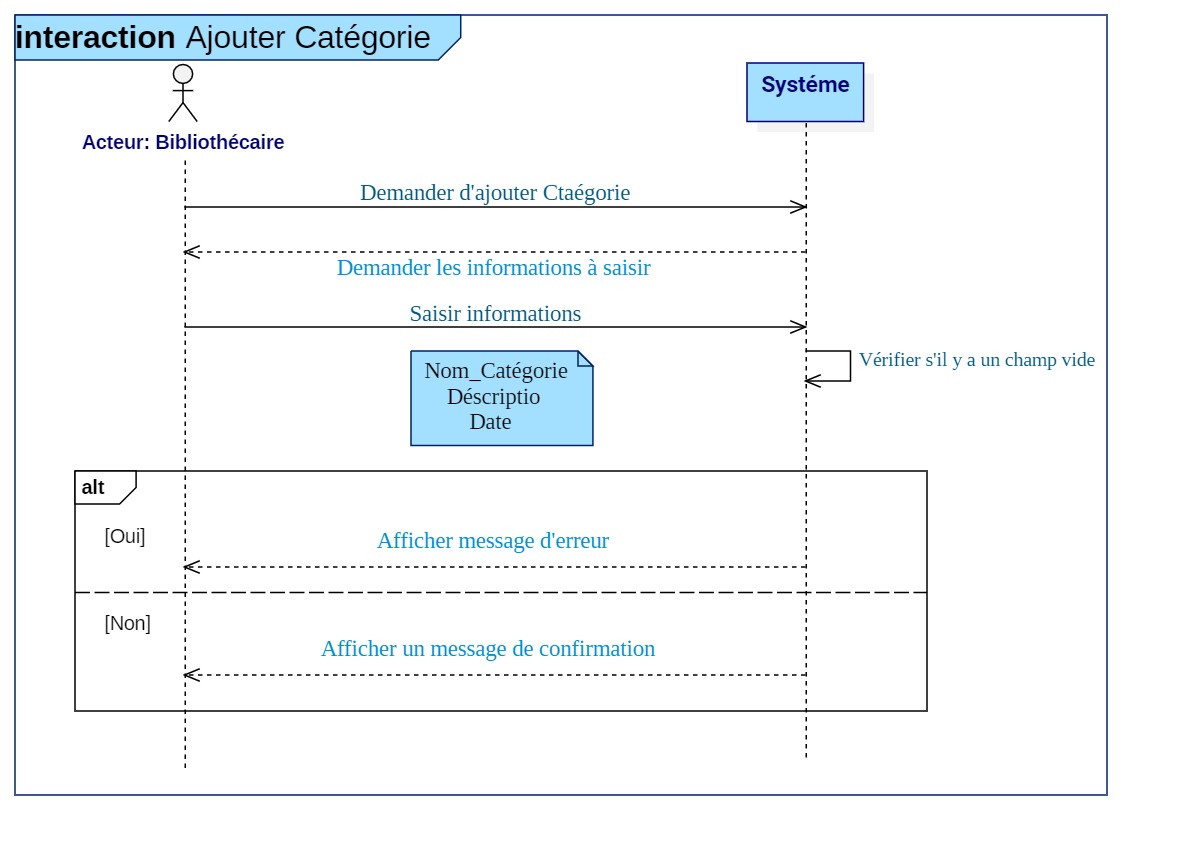 interaction Ajouter Catégorie
Systéme
Acteur: Bibliothécaire
Demander d'ajouter Ctaégorie
Demander les informations à saisir
Saisir informations
Vérifier s'il y a un champ vide
Nom_Catégorie
Déscriptio
Date
alt
[Oui]
Afficher message d'erreur
[Non]
Afficher un message de confirmation